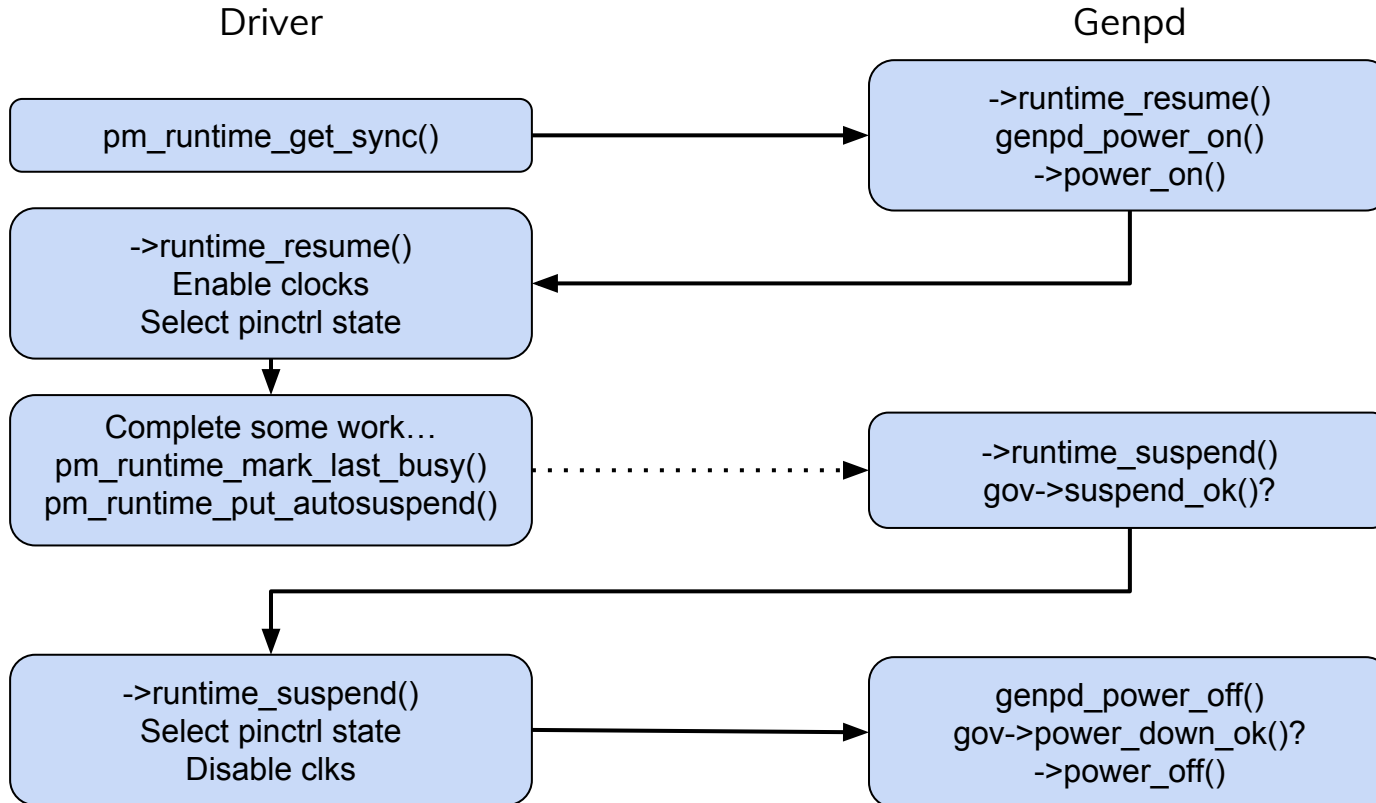 Driver
Genpd
pm_runtime_get_sync()
->runtime_resume()
genpd_power_on()
->power_on()
->runtime_resume()
Enable clocks
Select pinctrl state
Complete some work…
pm_runtime_mark_last_busy()
pm_runtime_put_autosuspend()
->runtime_suspend()
gov->suspend_ok()?
->runtime_suspend()
Select pinctrl state
Disable clks
genpd_power_off()
gov->power_down_ok()?
->power_off()